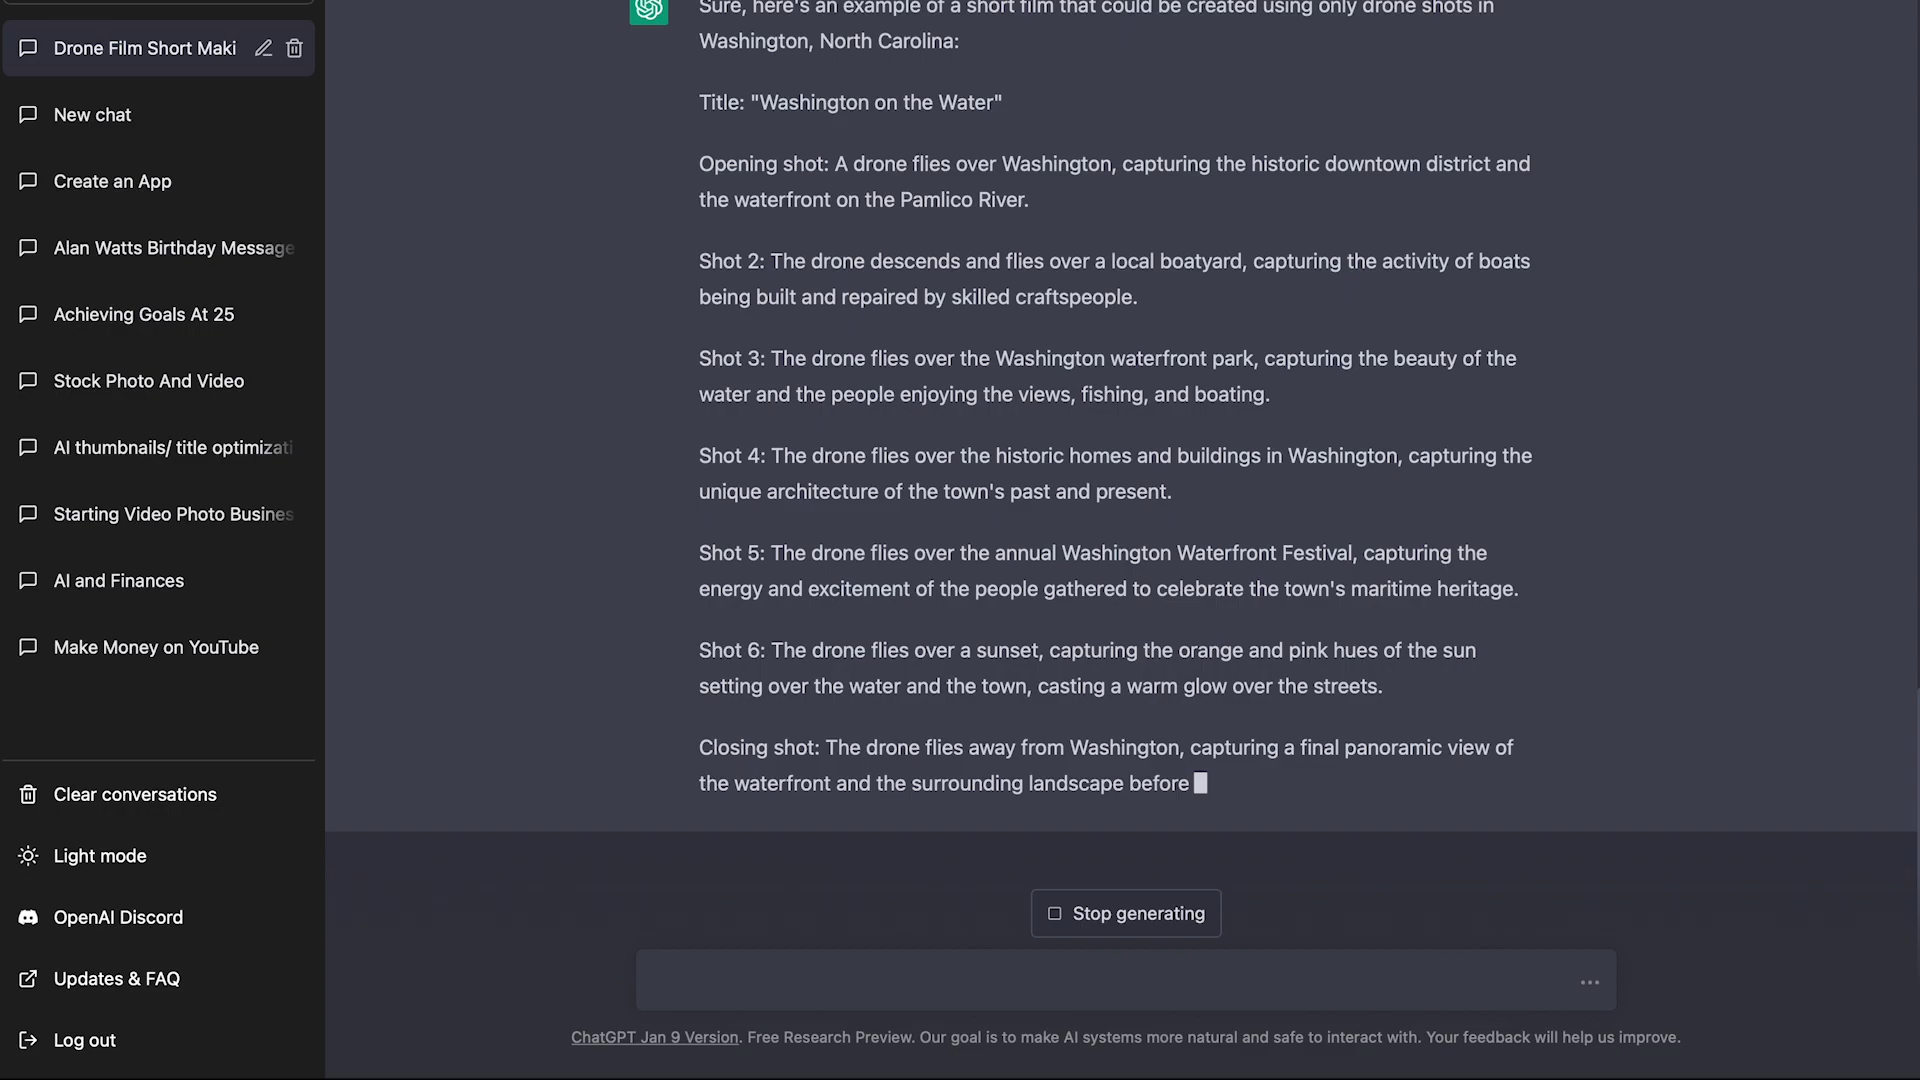 Drone Film Short Maki
New chat
Create an App
Alan Watts Birthday Message
Achieving Goals At 25
Stock Photo And Video
AI thumbnails/ title optimizati
Starting Video Photo Busines
AI and Finances
Make Money on YouTube
Clear conversations
Light mode
OpenAI Discord
Updates & FAQ
Log out
Sure, here's an example of a short film that could be created using only drone shots in
Washington, North Carolina:
Title: "Washington on the Water"
Opening shot: A drone flies over Washington, capturing the historic downtown district and
the waterfront on the Pamlico River.
Shot 2: The drone descends and flies over a local boatyard, capturing the activity of boats
being built and repaired by skilled craftspeople.
Shot 3: The drone flies over the Washington waterfront park, capturing the beauty of the
water and the people enjoying the views, fishing, and boating.
Shot 4: The drone flies over the historic homes and buildings in Washington, capturing the
unique architecture of the town's past and present.
Shot 5: The drone flies over the annual Washington Waterfront Festival, capturing the
energy and excitement of the people gathered to celebrate the town's maritime heritage.
Shot 6: The drone flies over a sunset, capturing the orange and pink hues of the sun
setting over the water and the town, casting a warm glow over the streets.
Closing shot: The drone flies away from Washington, capturing a final panoramic view of
the waterfront and the surrounding landscape before
Stop generating
ChatGPT Jan 9 Version. Free Research Preview. Our goal is to make AI systems more natural and safe to interact with. Your feedback will help us improve.